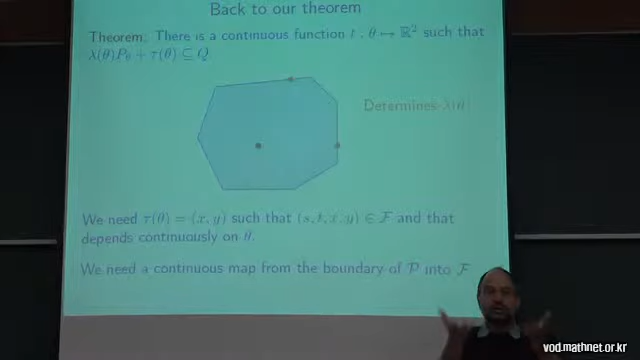 Back to our theorem
Theorem: There is a continuous function t : θ ↦ ℝ² such that
λ(θ)P_θ + τ(θ) ⊆ Q
Determines λ(θ)
We need τ(θ) = (x, y) such that (s, t, x, y) ∈ ℱ and that
depends continuously on θ.
We need a continuous map from the boundary of 𝒫 into ℱ
vod.mathnet.or.kr